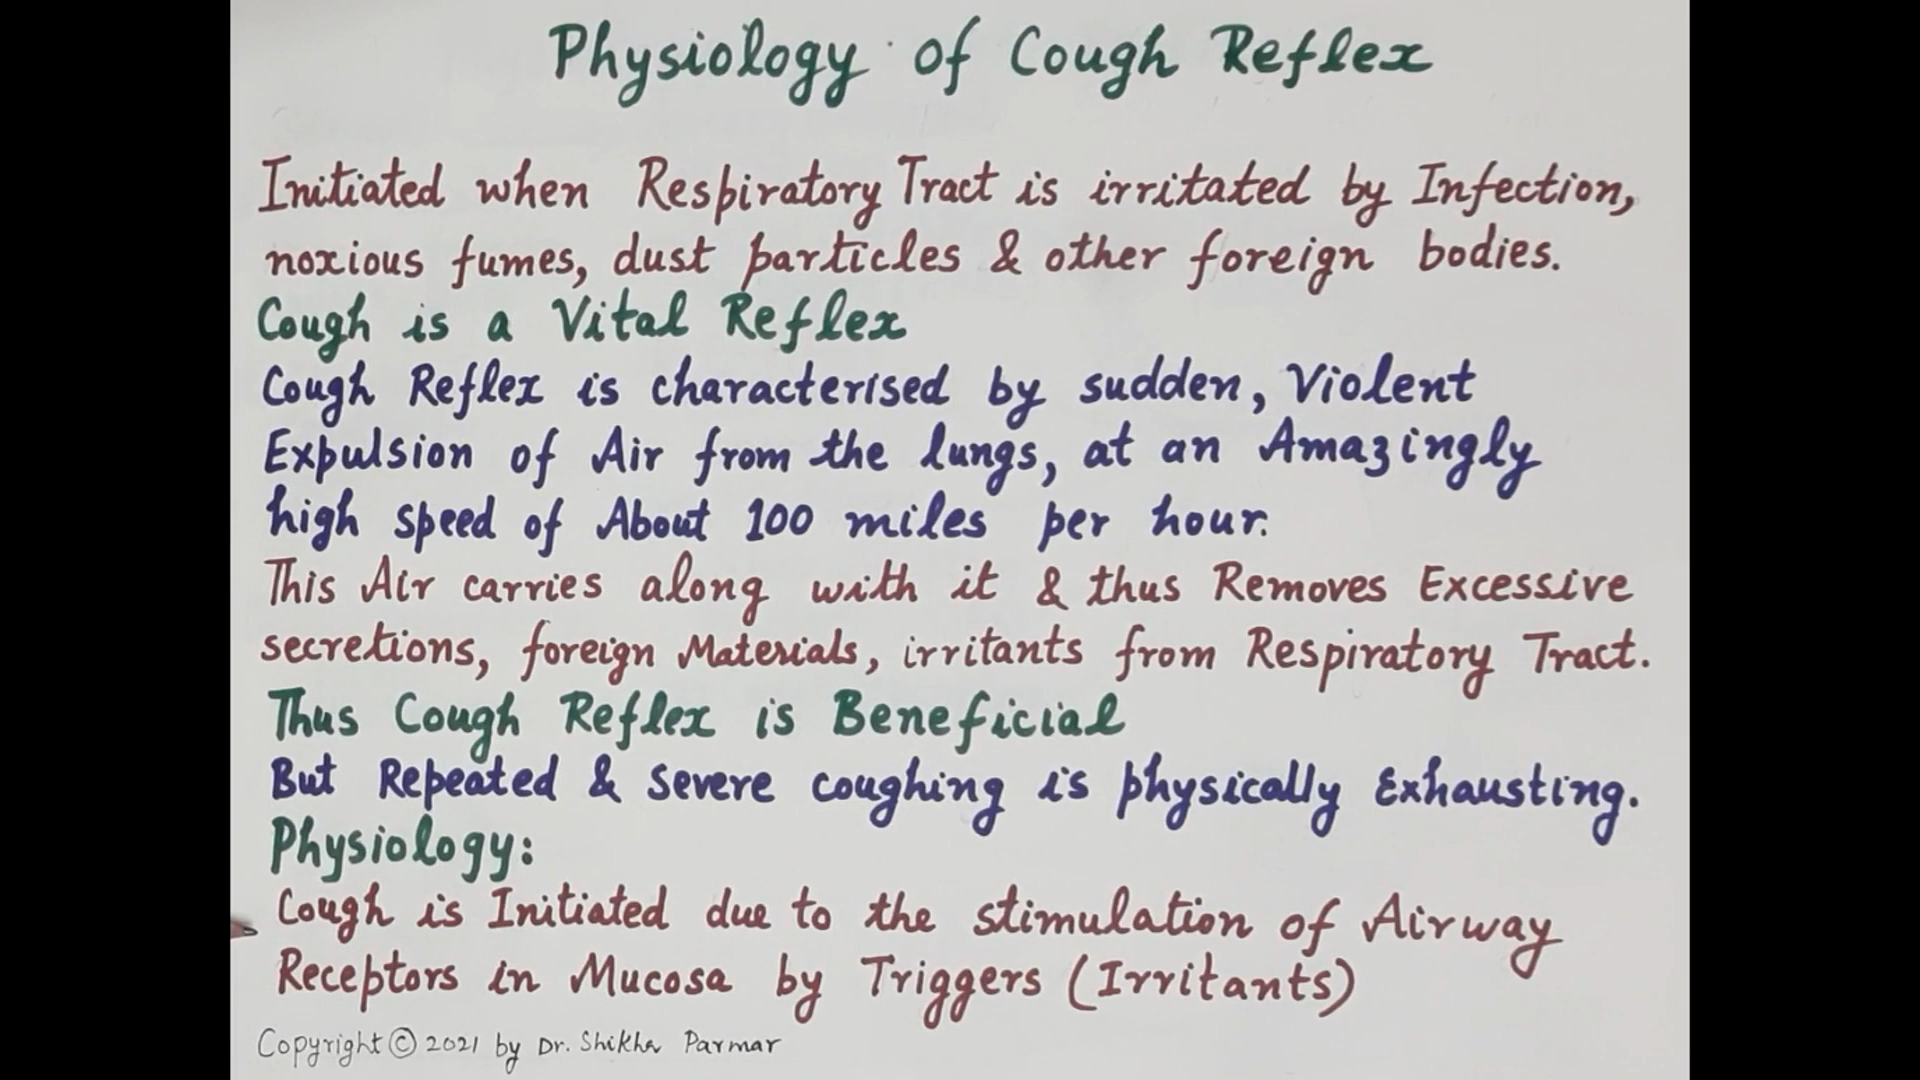 Physiology of Cough Reflex
Initiated when Respiratory Tract is irritated by Infection,
noxious fumes, dust particles & other foreign bodies.
Cough is a Vital Reflex
Cough Reflex is characterised by sudden, Violent
Expulsion of Air from the lungs, at an Amazingly
high speed of About 100 miles per hour.
This Air carries along with it & thus Removes Excessive
secretions, foreign Materials, irritants from Respiratory Tract.
Thus Cough Reflex is Beneficial
But Repeated & severe coughing is physically Exhausting.
Physiology:
Cough is Initiated due to the stimulation of Airway
Receptors in Mucosa by Triggers (Irritants)
Copyright © 2021 by Dr. Shikha Parmar